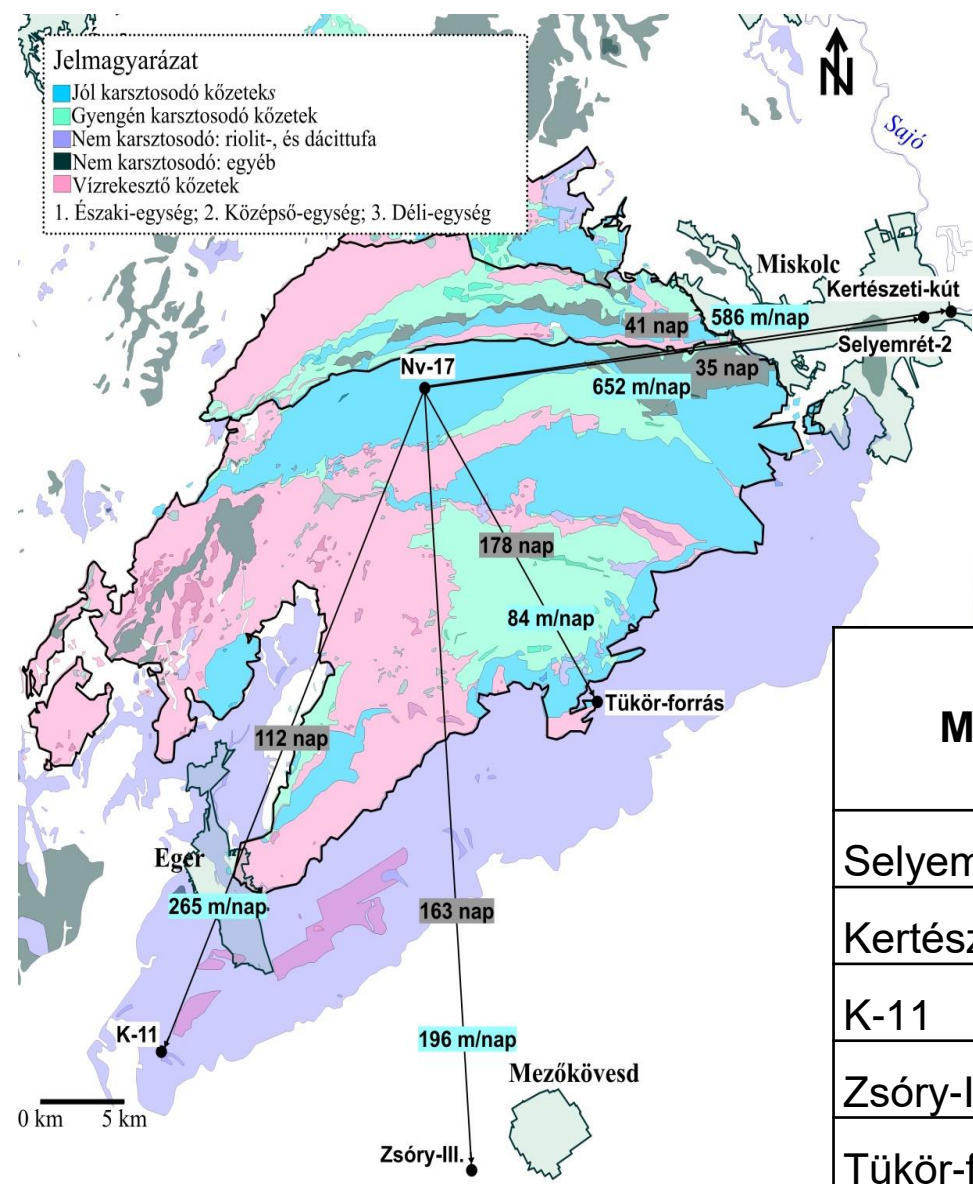 Jelmagyarázat
Jól karsztosodó kőzeteks
Gyengén karsztosodó kőzetek
Nem karsztosodó: riolit-, és dácittufa
Nem karsztosodó: egyéb
Vízrekesztő kőzetek
1. Északi-egység; 2. Középső-egység; 3. Déli-egység
N
Sajó
Miskolc
Kertészeti-kút
586 m/nap
41 nap
Selyemrét-2
35 nap
Nv-17
652 m/nap
178 nap
84 m/nap
Tükör-forrás
112 nap
Eger
265 m/nap
163 nap
K-11
196 m/nap
Mezőkövesd
0 km 5 km
Zsóry-III.
M
Selyem
Kertész
K-11
Zsóry-I
Tükör-f